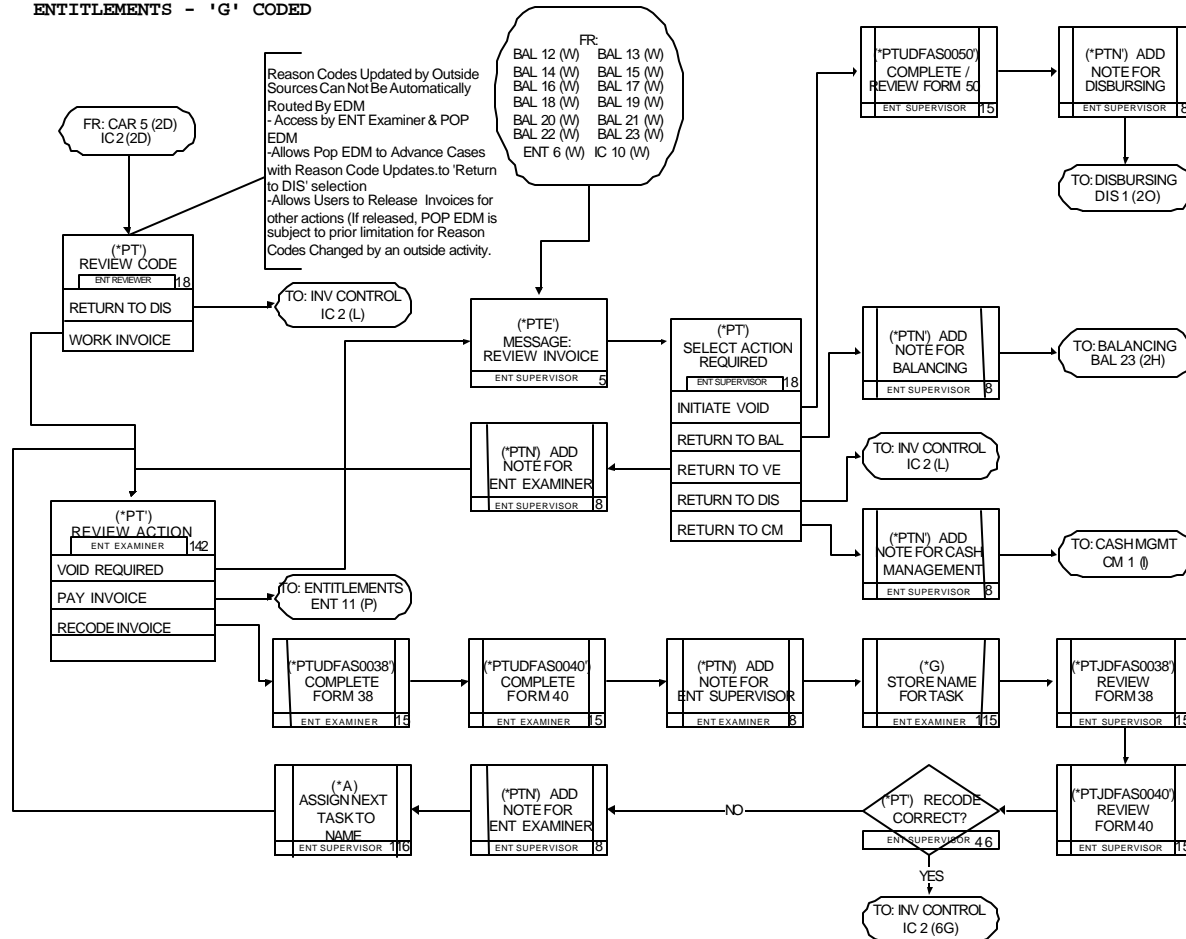 ENTITLEMENTS - 'G' CODED
FR: CAR 5 (2D)
IC 2 (2D)
Reason Codes Updated by Outside
Sources Can Not Be Automatically
Routed By EDM
- Access by ENT Examiner & POP
EDM
-Allows Pop EDM to Advance Cases
with Reason Code Updates.to 'Return
to DIS' selection
-Allows Users to Release Invoices for
other actions (If released, POP EDM is
subject to prior limitation for Reason
Codes Changed by an outside activity.
FR:
BAL 12 (W) BAL 13 (W)
BAL 14 (W) BAL 15 (W)
BAL 16 (W) BAL 17 (W)
BAL 18 (W) BAL 19 (W)
BAL 20 (W) BAL 21 (W)
BAL 22 (W) BAL 23 (W)
ENT 6 (W) IC 10 (W)
(*PTUDFAS0050')
COMPLETE /
REVIEW FORM 50
ENT SUPERVISOR 15
(*PTN') ADD
NOTE FOR
DISBURSING
ENT SUPERVISOR 8
TO: DISBURSING
DIS 1 (2O)
(*PT')
REVIEW CODE
ENT REVIEWER 18
RETURN TO DIS
WORK INVOICE
TO: INV CONTROL
IC 2 (L)
(*PTE')
MESSAGE:
REVIEW INVOICE
ENT SUPERVISOR 5
(*PT')
SELECT ACTION
REQUIRED
ENT SUPERVISOR 18
INITIATE VOID
RETURN TO BAL
RETURN TO VE
RETURN TO DIS
RETURN TO CM
(*PTN') ADD
NOTE FOR
BALANCING
ENT SUPERVISOR 8
TO: BALANCING
BAL 23 (2H)
(*PTN') ADD
NOTE FOR
ENT EXAMINER
ENT SUPERVISOR 8
TO: INV CONTROL
IC 2 (L)
(*PTN') ADD
NOTE FOR CASH
MANAGEMENT
ENT SUPERVISOR 8
TO: CASH MGMT
CM 1 (I)
(*PT')
REVIEW ACTION
ENT EXAMINER 142
VOID REQUIRED
PAY INVOICE
RECODE INVOICE
TO: ENTITLEMENTS
ENT 11 (P)
(*PTUDFAS0038')
COMPLETE
FORM 38
ENT EXAMINER 15
(*PTUDFAS0040')
COMPLETE
FORM 40
ENT EXAMINER 15
(*PTN') ADD
NOTE FOR
ENT SUPERVISOR
ENT EXAMINER 8
(*G)
STORE NAME
FOR TASK
ENT EXAMINER 115
(*PTJDFAS0038')
REVIEW
FORM 38
ENT SUPERVISOR 15
(*A)
ASSIGN NEXT
TASK TO
NAME
ENT SUPERVISOR 116
(*PTN') ADD
NOTE FOR
ENT EXAMINER
ENT SUPERVISOR 8
NO
(*PT') RECODE
CORRECT?
ENT SUPERVISOR 46
(*PTJDFAS0040')
REVIEW
FORM 40
ENT SUPERVISOR 15
YES
TO: INV CONTROL
IC 2 (6G)